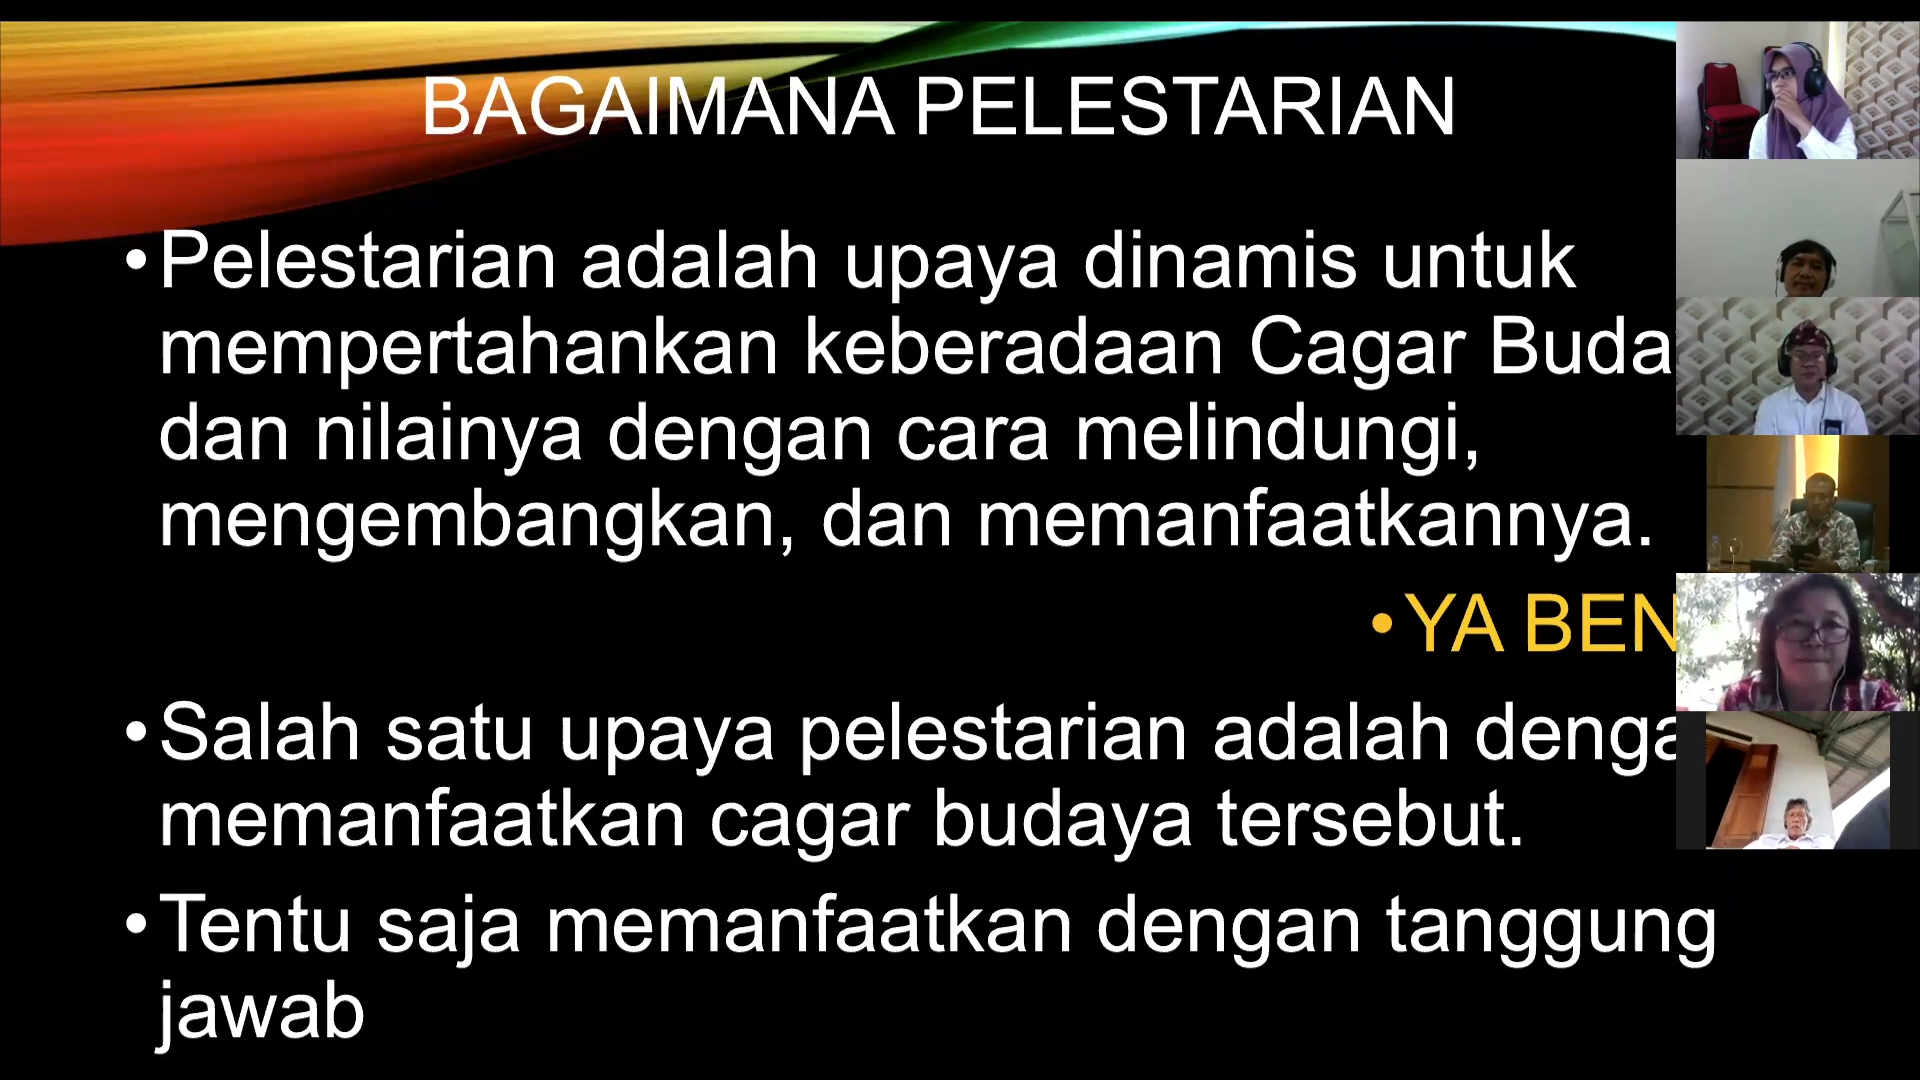 BAGAIMANA PELESTARIAN
•Pelestarian adalah upaya dinamis untuk
mempertahankan keberadaan Cagar Buda
dan nilainya dengan cara melindungi,
mengembangkan, dan memanfaatkannya.
•YA BEN
•Salah satu upaya pelestarian adalah denga
memanfaatkan cagar budaya tersebut.
•Tentu saja memanfaatkan dengan tanggung
jawab